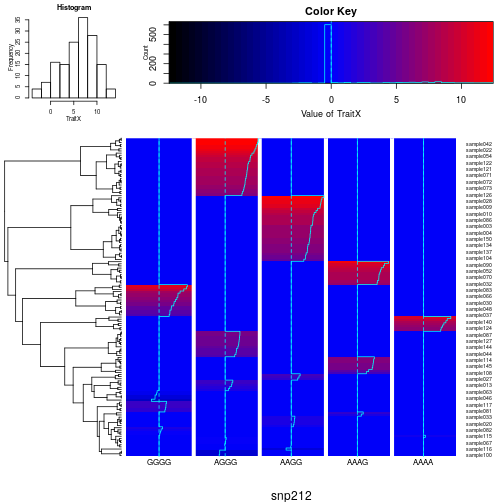 Histogram
Frequency
0 5 10 15 20 25 30 35
0 5 10
TraitX
Color Key
Count
0 200 500
-10 -5 0 5 10
Value of TraitX
sample042
sample022
sample054
sample122
sample121
sample071
sample072
sample073
sample126
sample028
sample009
sample010
sample086
sample003
sample004
sample150
sample134
sample137
sample104
sample090
sample052
sample070
sample032
sample083
sample066
sample030
sample048
sample037
sample140
sample124
sample087
sample127
sample144
sample044
sample114
sample145
sample108
sample027
sample013
sample063
sample046
sample117
sample081
sample033
sample020
sample082
sample115
sample067
sample116
sample100
GGGG AGGG AAGG AAAG AAAA
snp212